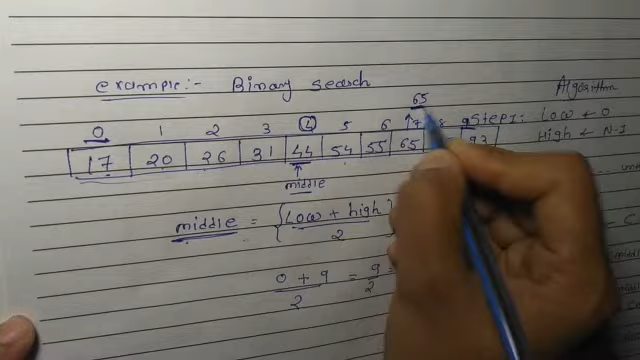 example:- Binary search
65
Algorithm
0 1 2 3 4 5 6 7 8 9 Step1: Low ← 0
17 20 26 31 44 54 55 65 93 High ← N-1
middle
middle = {Low + high
2
0 + 9 = 9
2 2